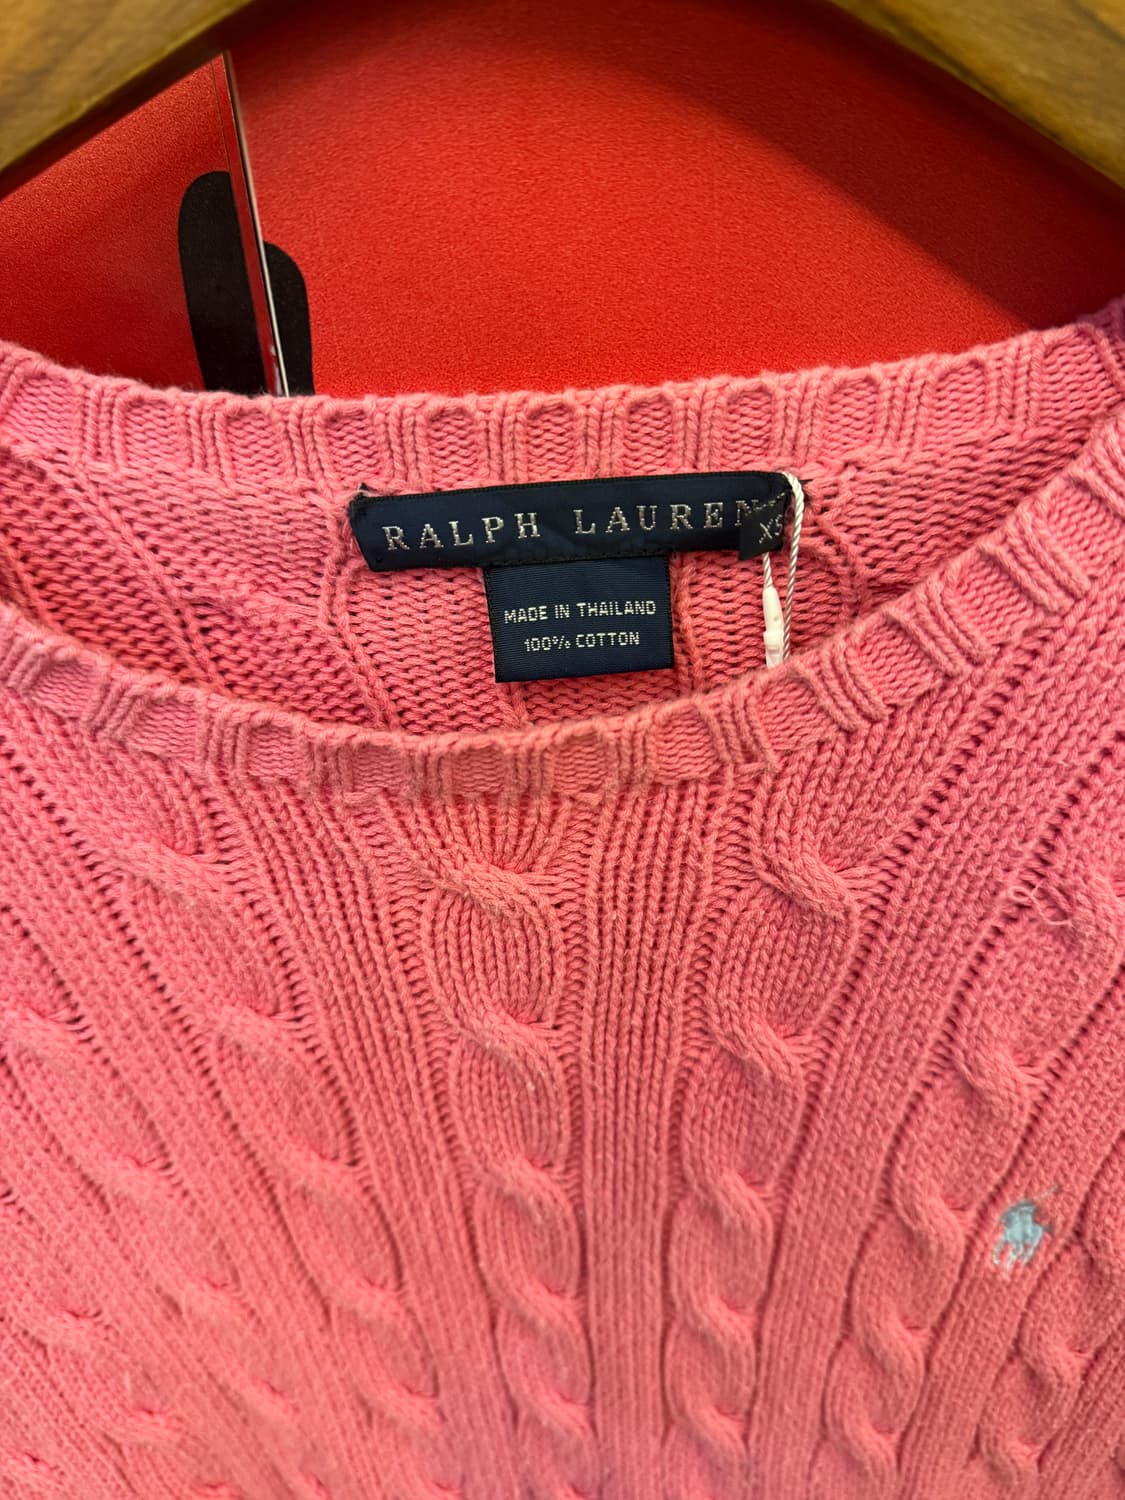 RALPH LAUREN
XS
MADE IN THAILAND
100% COTTON